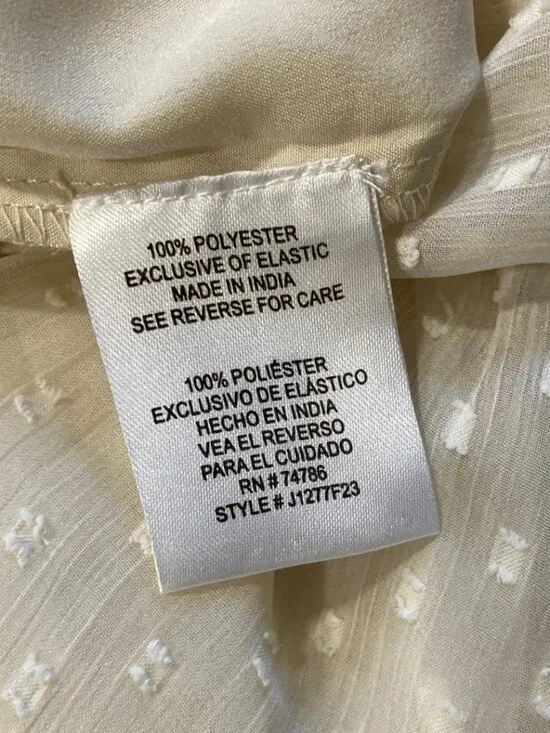 100% POLYESTER
EXCLUSIVE OF ELASTIC
MADE IN INDIA
SEE REVERSE FOR CARE
100% POLIÉSTER
EXCLUSIVO DE ELÁSTICO
HECHO EN INDIA
VEA EL REVERSO
PARA EL CUIDADO
RN # 74786
STYLE # J1277F23